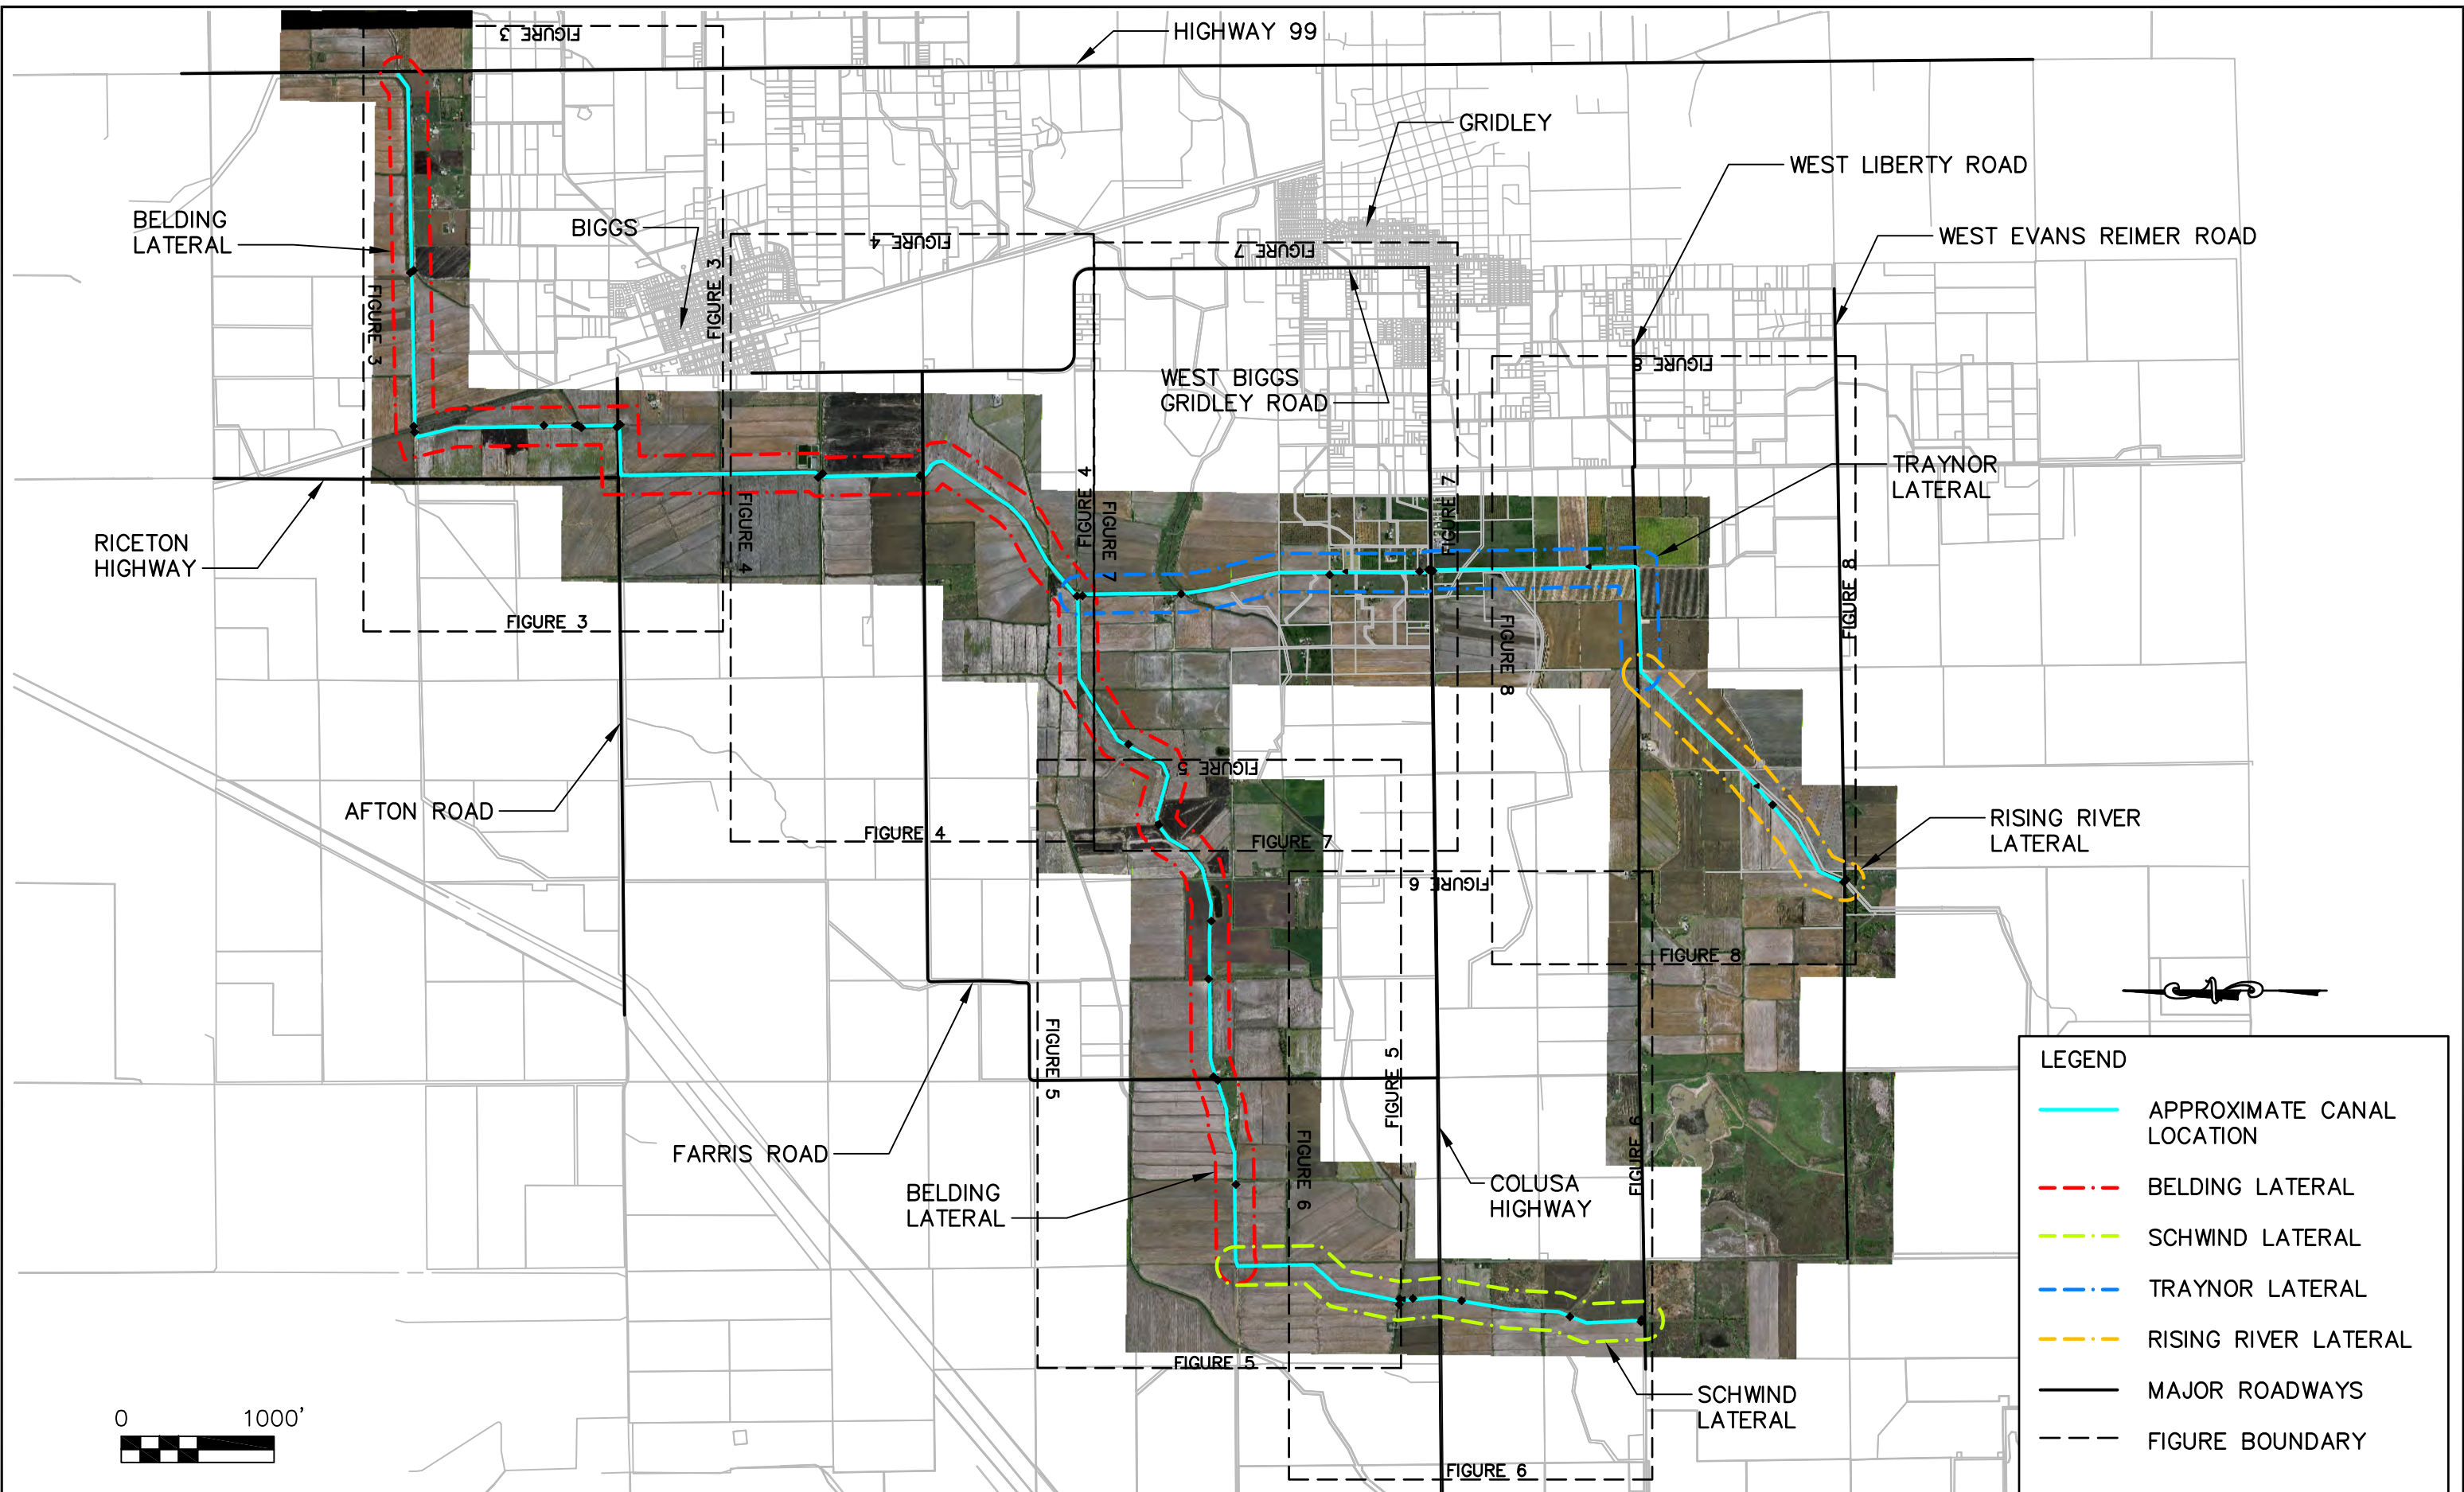 HIGHWAY 99
FIGURE 3
GRIDLEY
WEST LIBERTY ROAD
BELDING
LATERAL
BIGGS
WEST EVANS REIMER ROAD
FIGURE 4
FIGURE 7
FIGURE 3
FIGURE 3
FIGURE 8
WEST BIGGS
GRIDLEY ROAD
TRAYNOR
LATERAL
FIGURE 4
FIGURE 7
FIGURE 4
FIGURE 7
RICETON
HIGHWAY
FIGURE 8
FIGURE 3
FIGURE 8
FIGURE 5
AFTON ROAD
FIGURE 4
FIGURE 7
RISING RIVER
LATERAL
FIGURE 6
FIGURE 8
FIGURE 5
FIGURE 5
FARRIS ROAD
FIGURE 6
FIGURE 6
BELDING
LATERAL
COLUSA
HIGHWAY
FIGURE 5
SCHWIND
LATERAL
FIGURE 6
0 1000'
LEGEND
APPROXIMATE CANAL
LOCATION
BELDING LATERAL
SCHWIND LATERAL
TRAYNOR LATERAL
RISING RIVER LATERAL
MAJOR ROADWAYS
FIGURE BOUNDARY